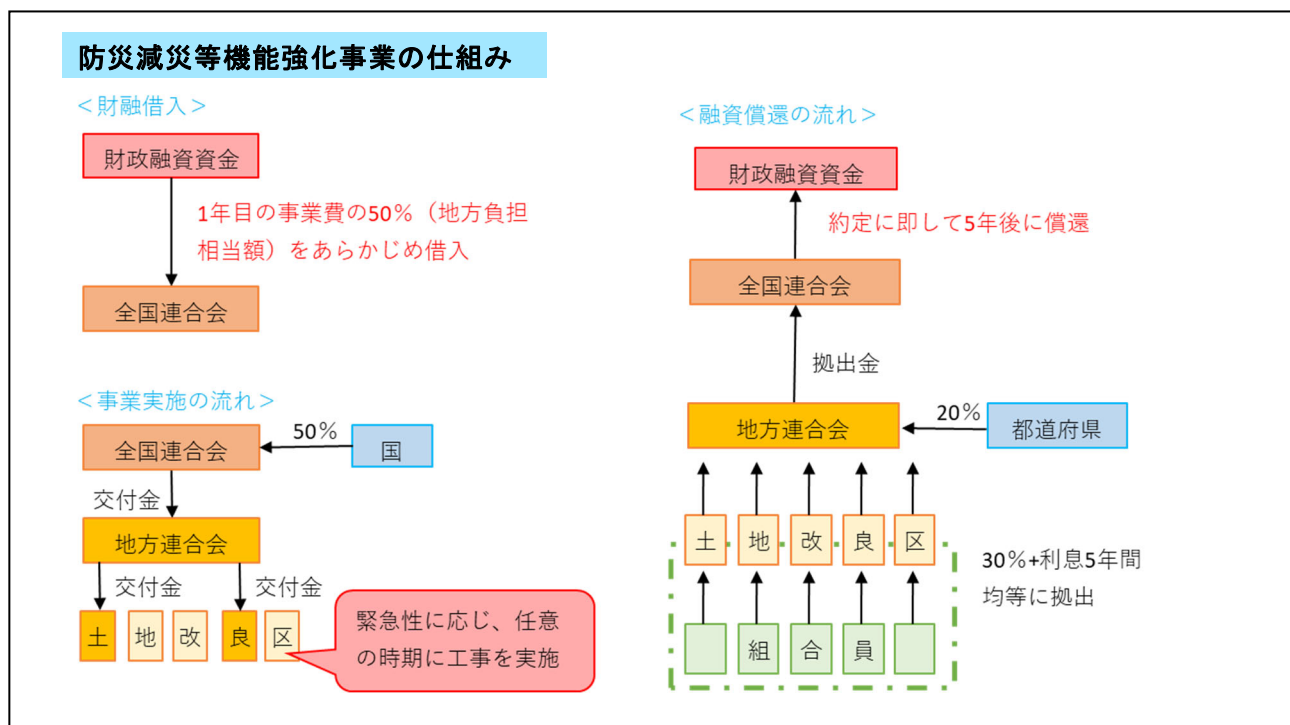 防災減災等機能強化事業の仕組み
＜財融借入＞
財政融資資金
1年目の事業費の50％（地方負担
相当額）をあらかじめ借入
全国連合会
＜事業実施の流れ＞
全国連合会
50％
国
交付金
地方連合会
交付金
交付金
土 地 改 良 区
緊急性に応じ、任意
の時期に工事を実施
＜融資償還の流れ＞
財政融資資金
約定に即して5年後に償還
全国連合会
拠出金
地方連合会
20％
都道府県
土 地 改 良 区
30％+利息5年間
均等に拠出
組 合 員